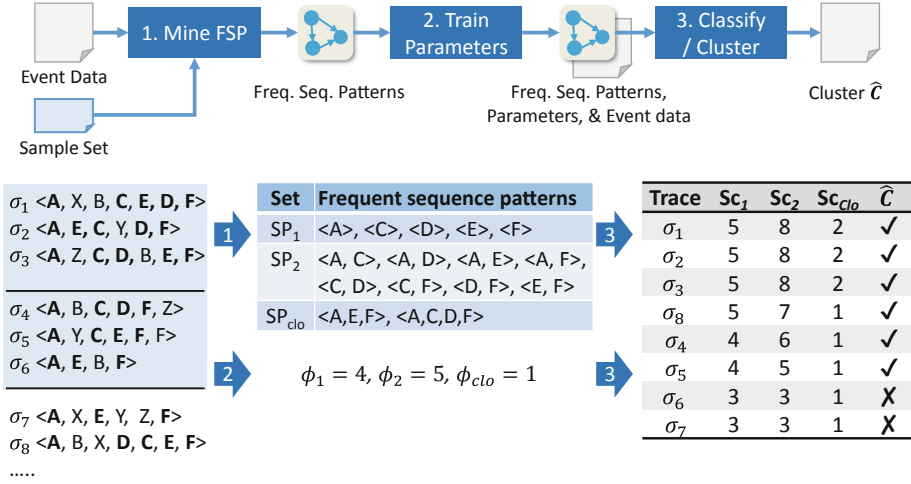 1. Mine FSP
2. Train
Parameters
3. Classify
/ Cluster
Event Data
Freq. Seq. Patterns
Freq. Seq. Patterns,
Parameters, & Event data
Cluster Ĉ
Sample Set
σ1 <A, X, B, C, E, D, F>
σ2 <A, E, C, Y, D, F>
σ3 <A, Z, C, D, B, E, F>
σ4 <A, B, C, D, F, Z>
σ5 <A, Y, C, E, F, F>
σ6 <A, E, B, F>
σ7 <A, X, E, Y, Z, F>
σ8 <A, B, X, D, C, E, F>
.....
1
2
Set Frequent sequence patterns
SP1 <A>, <C>, <D>, <E>, <F>
SP2 <A, C>, <A, D>, <A, E>, <A, F>,
<C, D>, <C, F>, <D, F>, <E, F>
SPclo <A,E,F>, <A,C,D,F>
ϕ1 = 4, ϕ2 = 5, ϕclo = 1
3
3
Trace Sc1 Sc2 ScClo Ĉ
σ1 5 8 2 ✓
σ2 5 8 2 ✓
σ3 5 8 2 ✓
σ8 5 7 1 ✓
σ4 4 6 1 ✓
σ5 4 5 1 ✓
σ6 3 3 1 ✗
σ7 3 3 1 ✗